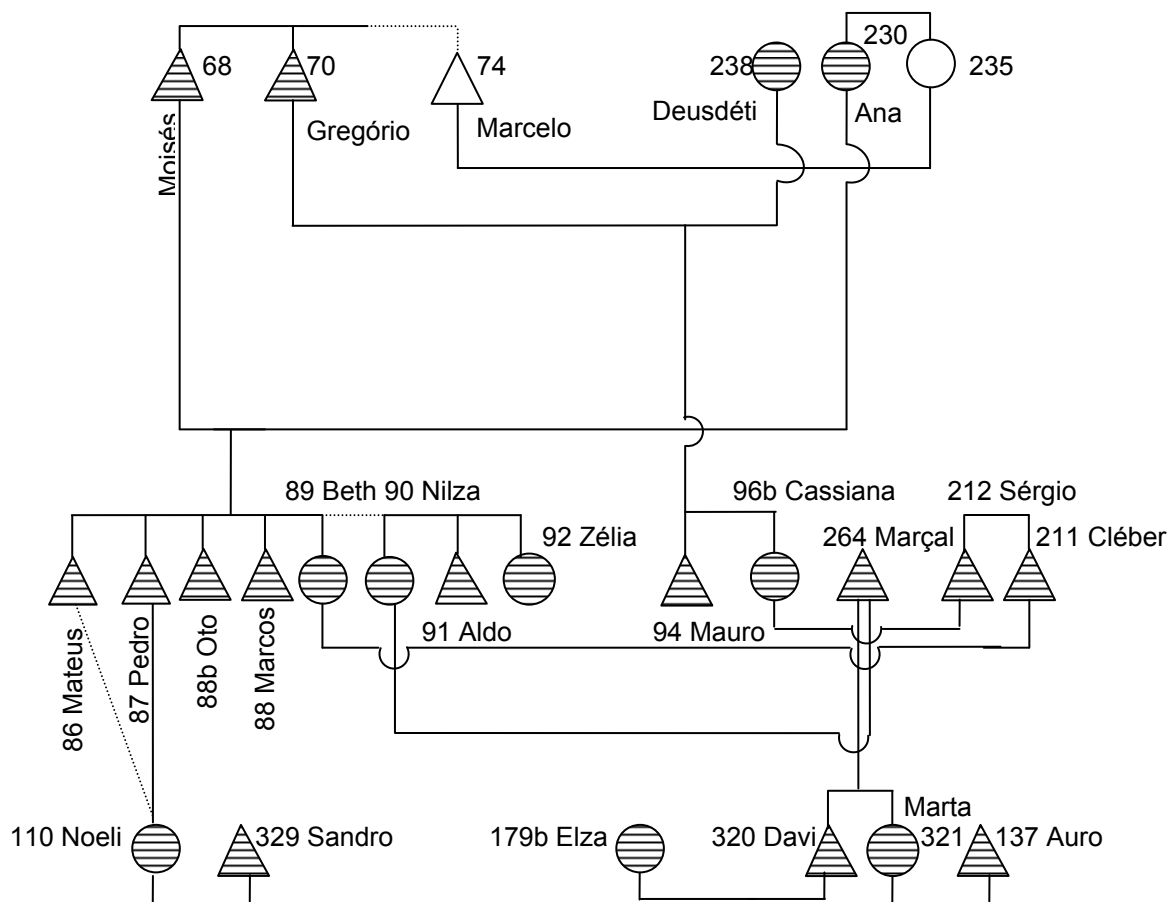 68
70
74
238
230
235
Moisés
Gregório
Marcelo
Deusdéti
Ana
89 Beth 90 Nilza
92 Zélia
96b Cassiana
212 Sérgio
264 Marçal
211 Cléber
86 Mateus
87 Pedro
88b Oto
88 Marcos
91 Aldo
94 Mauro
110 Noeli
329 Sandro
179b Elza
320 Davi
Marta
321
137 Auro